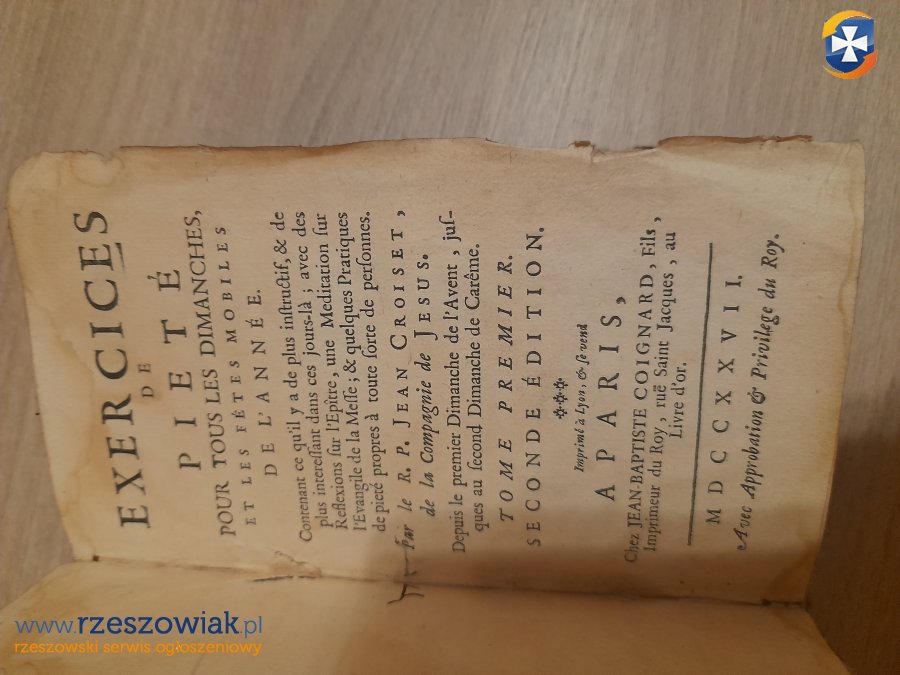 EXERCICES
DE
PIETÉ
POUR TOUS LES DIMANCHES,
ET LES FÊTES MOBILES
DE L'ANNÉE.
Contenant ce qu'il y a de plus inſtructif, & de
plus intereſſant dans ces jours-là ; avec des
Reflexions ſur l'Epître, une Meditation ſur
l'Evangile de la Meſſe ; & quelques Pratiques
de pieté propres à toute ſorte de perſonnes.
Par le R. P. JEAN CROISET,
de la Compagnie de JESUS.
Depuis le premier Dimanche de l'Avent, juſ-
ques au ſecond Dimanche de Carême.
TOME PREMIER.
SECONDE ÉDITION.
Imprimé à Lyon, & ſe vend
A PARIS,
Chez JEAN-BAPTISTE COIGNARD, Fils,
Imprimeur du Roy, ruë Saint Jacques, au
Livre d'or.
MDCCXXVII.
Avec Approbation & Privilege du Roy.
www.rzeszowiak.pl
rzeszowski serwis ogłoszeniowy